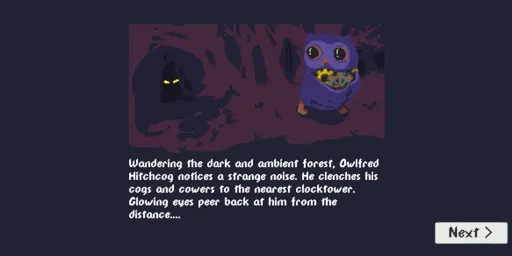 Wandering the dark and ambient forest, Owlfred
Hitchcog notices a strange noise. He clenches his
cogs and cowers to the nearest clocktower.
Glowing eyes peer back at him from the
distance....
Next >